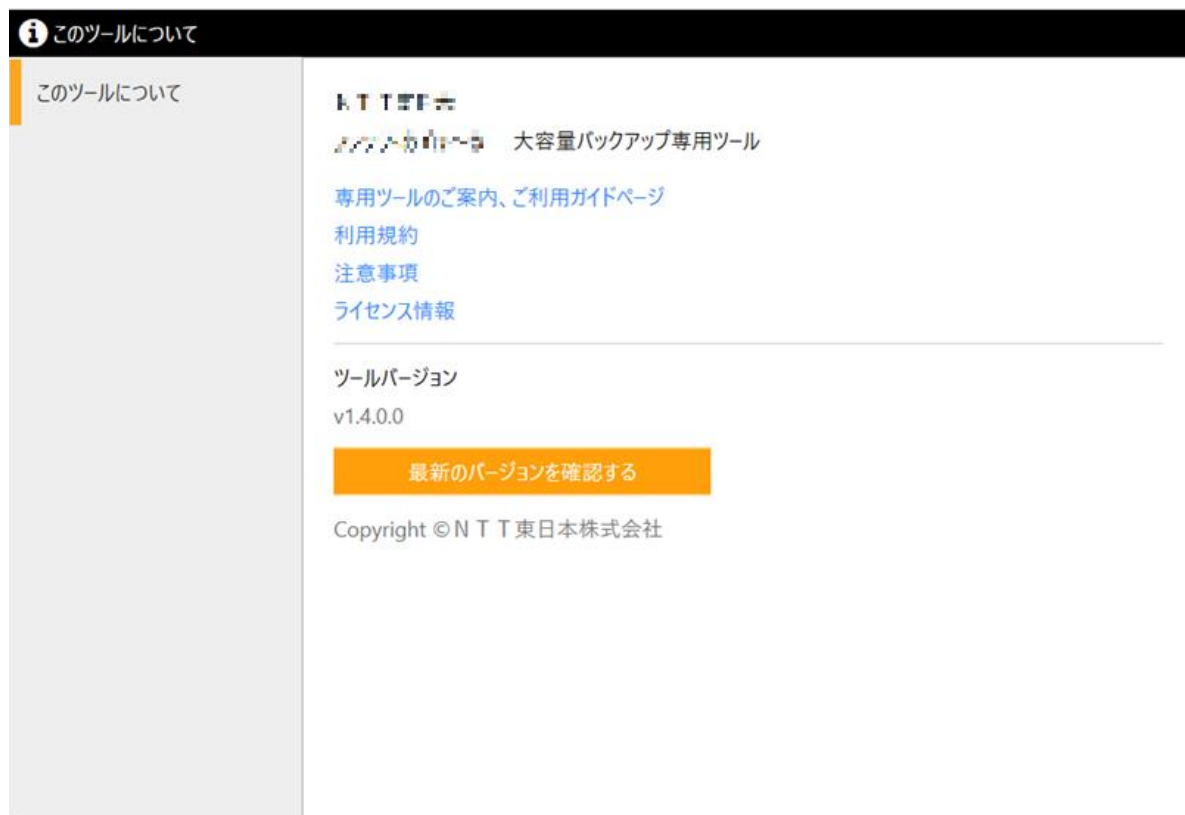 このツールについて
このツールについて
大容量バックアップ専用ツール
専用ツールのご案内、ご利用ガイドページ
利用規約
注意事項
ライセンス情報
ツールバージョン
v1.4.0.0
最新のバージョンを確認する
Copyright ©ＮＴＴ東日本株式会社